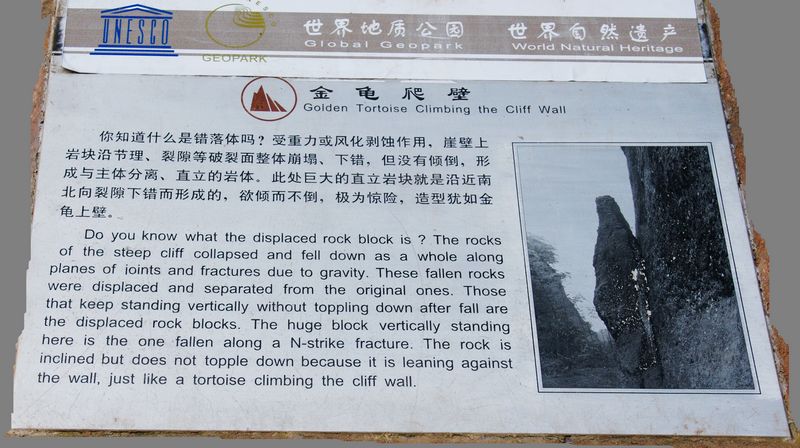 UNESCO
UNESCO
GEOPARK
世界地质公园
Global Geopark
世界自然遗产
World Natural Heritage
金龟爬壁
Golden Tortoise Climbing the Cliff Wall
你知道什么是错落体吗？受重力或风化剥蚀作用，崖壁上
岩块沿节理、裂隙等破裂面整体崩塌、下错，但没有倾倒，形
成与主体分离、直立的岩体。此处巨大的直立岩块就是沿近南
北向裂隙下错而形成的，欲倾而不倒，极为惊险，造型犹如金
龟上壁。
Do you know what the displaced rock block is ? The rocks
of the steep cliff collapsed and fell down as a whole along
planes of ioints and fractures due to gravity. These fallen rocks
were displaced and separated from the original ones. Those
that keep standing vertically without toppling down after fall are
the displaced rock blocks. The huge block vertically standing
here is the one fallen along a N-strike fracture. The rock is
inclined but does not topple down because it is leaning against
the wall, just like a tortoise climbing the cliff wall.